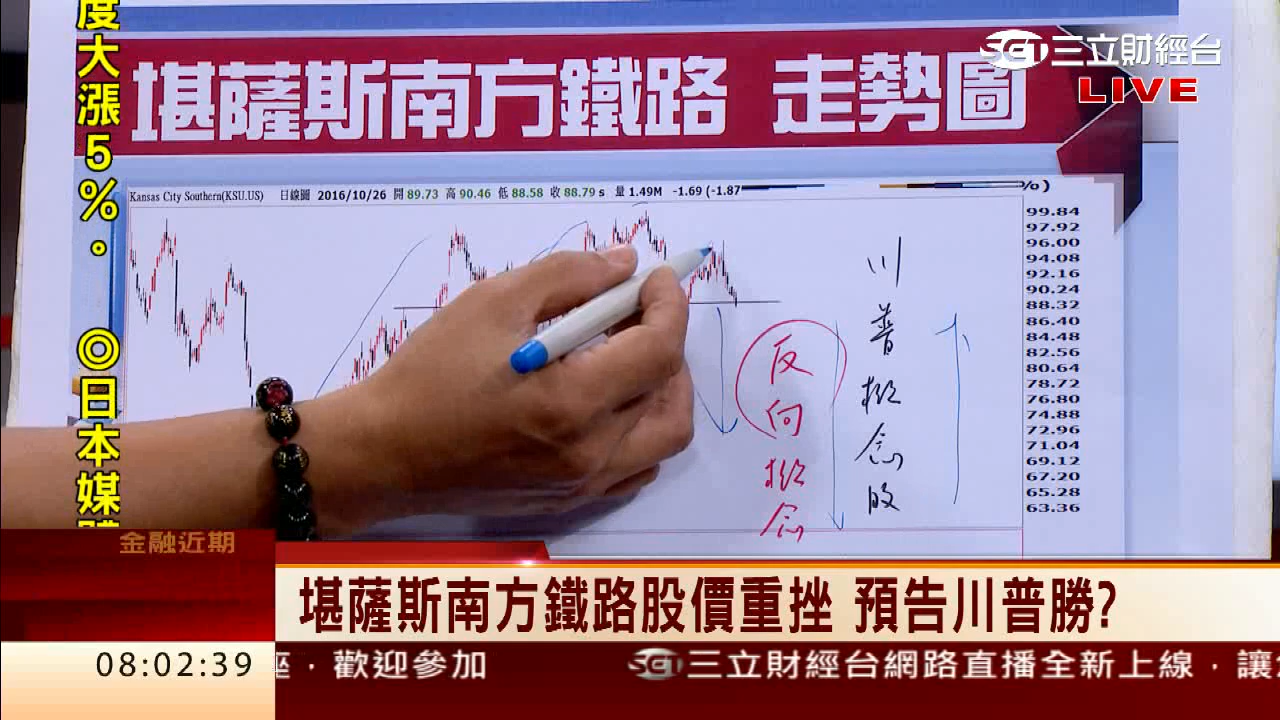 度大漲5%。 ◎日本媒
SET三立財經台
LIVE
堪薩斯南方鐵路 走勢圖
Kansas City Southern(KSU.US) 日線圖 2016/10/26 開 89.73 高 90.46 低 88.58 收 88.79 s 量 1.49M -1.69 (-1.87
%)
99.84
97.92
96.00
94.08
92.16
90.24
88.32
86.40
84.48
82.56
80.64
78.72
76.80
74.88
72.96
71.04
69.12
67.20
65.28
63.36
川普概念股
反向概念
金融近期
堪薩斯南方鐵路股價重挫 預告川普勝?
08:02:39
，歡迎參加 SET三立財經台網路直播全新上線，讓